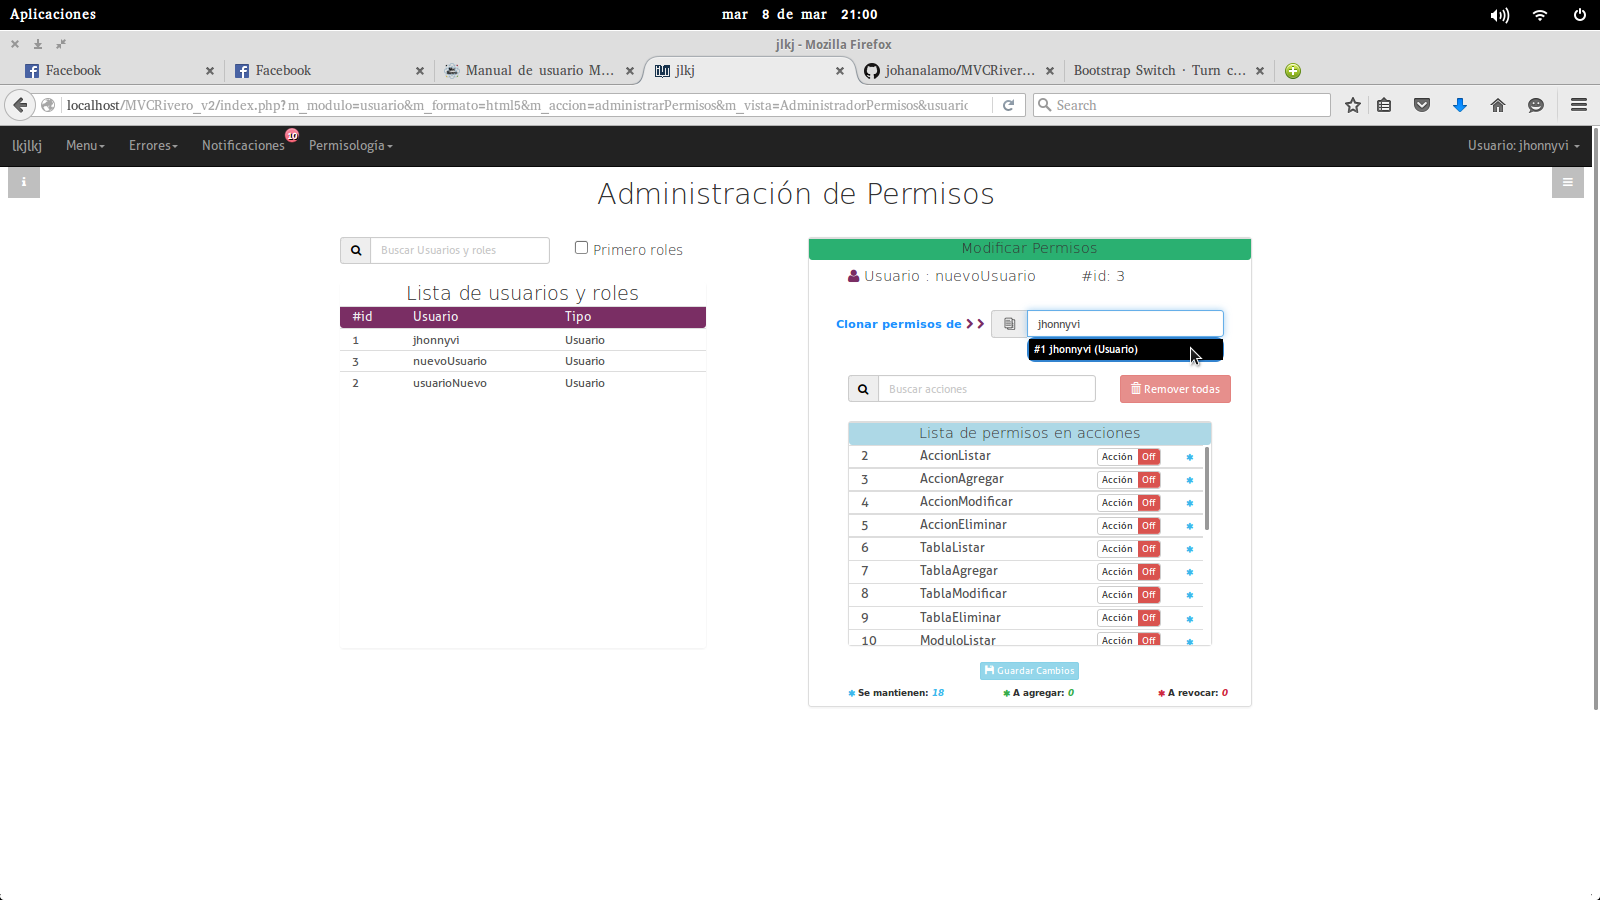 Aplicaciones
mar 8 de mar 21:00
jlkj - Mozilla Firefox
Facebook
Facebook
Manual de usuario M...
jlkj
johanalamo/MVCRiver...
Bootstrap Switch · Turn c...
localhost/MVCRivero_v2/index.php?m_modulo=usuario&m_formato=html5&m_accion=administrarPermisos&m_vista=AdministradorPermisos&usuario
Search
lkjlkj
Menu
Errores
Notificaciones
10
Permisología
Usuario: jhonnyvi
Administración de Permisos
Buscar Usuarios y roles
Primero roles
Lista de usuarios y roles
#id Usuario Tipo
1 jhonnyvi Usuario
3 nuevoUsuario Usuario
2 usuarioNuevo Usuario
Modificar Permisos
Usuario : nuevoUsuario #id: 3
Clonar permisos de
jhonnyvi
#1 jhonnyvi (Usuario)
Buscar acciones
Remover todas
Lista de permisos en acciones
2 AccionListar Acción Off
3 AccionAgregar Acción Off
4 AccionModificar Acción Off
5 AccionEliminar Acción Off
6 TablaListar Acción Off
7 TablaAgregar Acción Off
8 TablaModificar Acción Off
9 TablaEliminar Acción Off
10 ModuloListar Acción Off
Guardar Cambios
* Se mantienen: 18
* A agregar: 0
* A revocar: 0